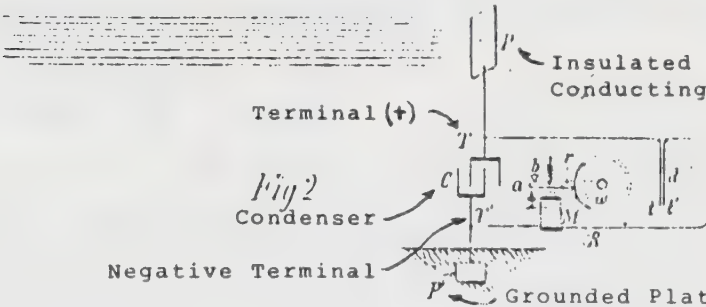 P
Insulated
Conducting
Terminal (+)
T
Fig 2
C
Condenser
b
r
a
w
d
M
t t'
T'
S
Negative Terminal
P'
Grounded Plat